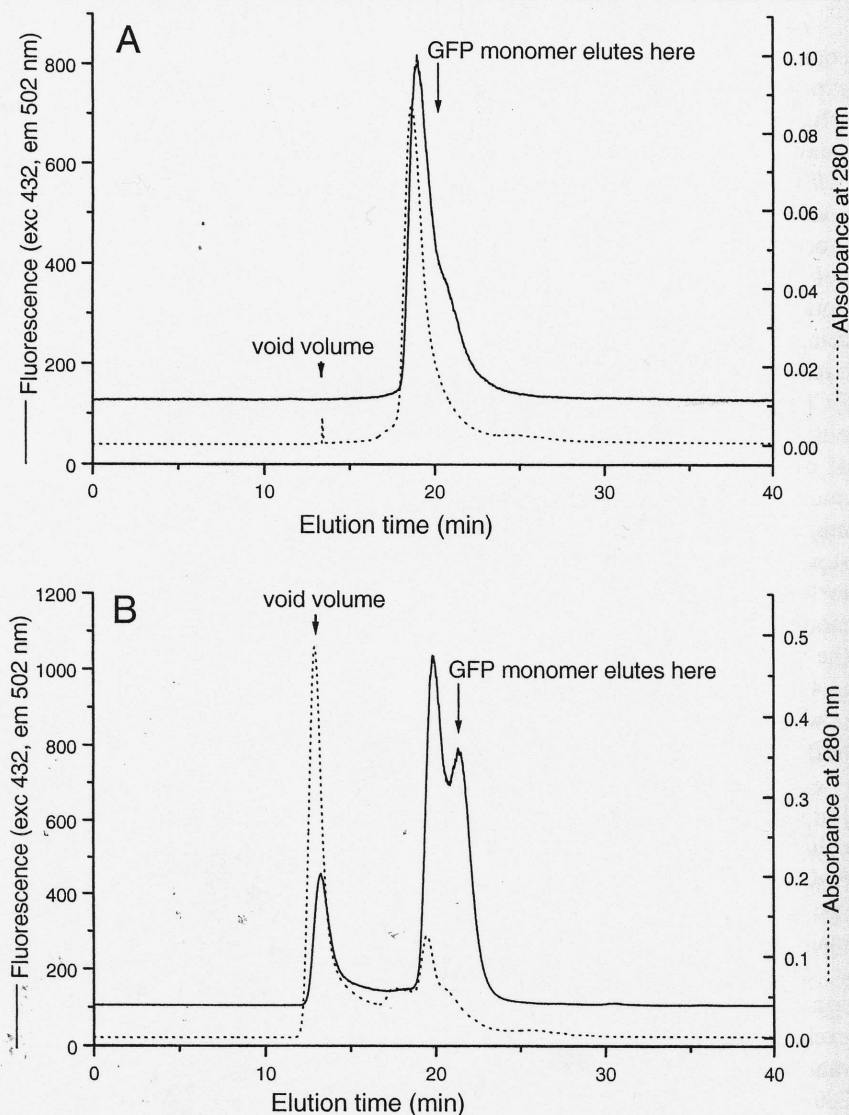 A
GFP monomer elutes here
void volume
Fluorescence (exc 432, em 502 nm)
800
600
400
200
0
Absorbance at 280 nm
0.10
0.08
0.06
0.04
0.02
0.00
0
10
20
30
40
Elution time (min)
B
void volume
GFP monomer elutes here
Fluorescence (exc 432, em 502 nm)
1200
1000
800
600
400
200
0
Absorbance at 280 nm
0.5
0.4
0.3
0.2
0.1
0.0
0
10
20
30
40
Elution time (min)